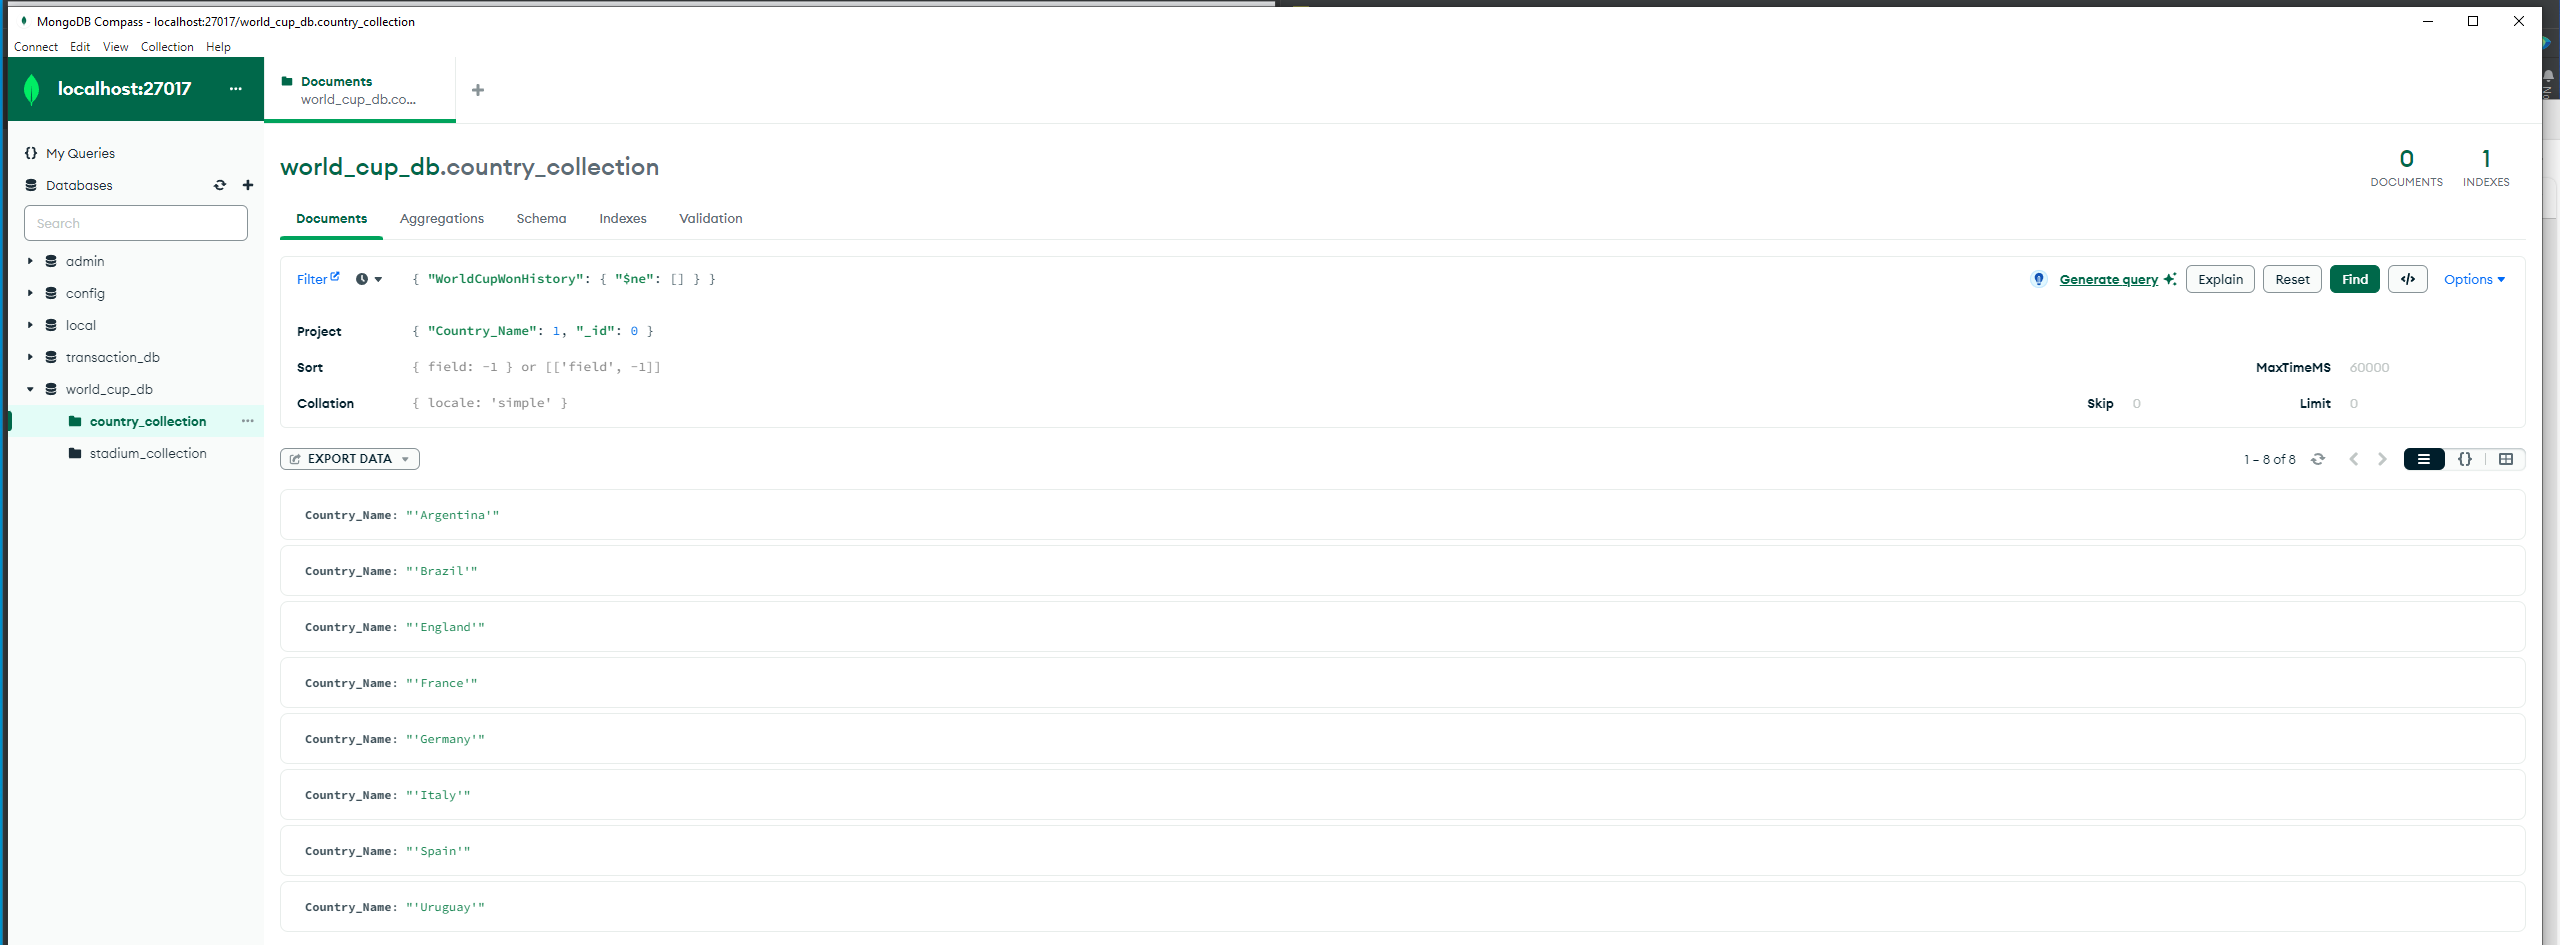 MongoDB Compass - localhost:27017/world_cup_db.country_collection
Connect Edit View Collection Help
localhost:27017 ...
Documents
world_cup_db.co...
My Queries
Databases
Search
admin
config
local
transaction_db
world_cup_db
country_collection ...
stadium_collection
world_cup_db.country_collection
0
DOCUMENTS
1
INDEXES
Documents Aggregations Schema Indexes Validation
Filter { "WorldCupWonHistory": { "$ne": [] } } Generate query Explain Reset Find </> Options
Project { "Country_Name": 1, "_id": 0 }
Sort { field: -1 } or [['field', -1]] MaxTimeMS 60000
Collation { locale: 'simple' } Skip 0 Limit 0
EXPORT DATA 1 – 8 of 8 {}
Country_Name: "'Argentina'"
Country_Name: "'Brazil'"
Country_Name: "'England'"
Country_Name: "'France'"
Country_Name: "'Germany'"
Country_Name: "'Italy'"
Country_Name: "'Spain'"
Country_Name: "'Uruguay'"